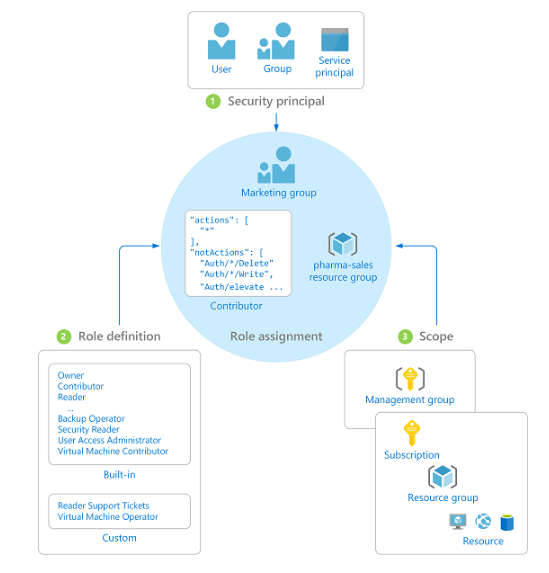 User
Group
Service
principal
1 Security principal
Marketing group
"actions": [
"*"
],
"notActions": [
"Auth/*/Delete"
"Auth/*/Write",
"Auth/elevate ...
Contributor
pharma-sales
resource group
Role assignment
2 Role definition
Owner
Contributor
Reader
...
Backup Operator
Security Reader
User Access Administrator
Virtual Machine Contributor
Built-in
Reader Support Tickets
Virtual Machine Operator
Custom
3 Scope
Management group
Subscription
Resource group
Resource